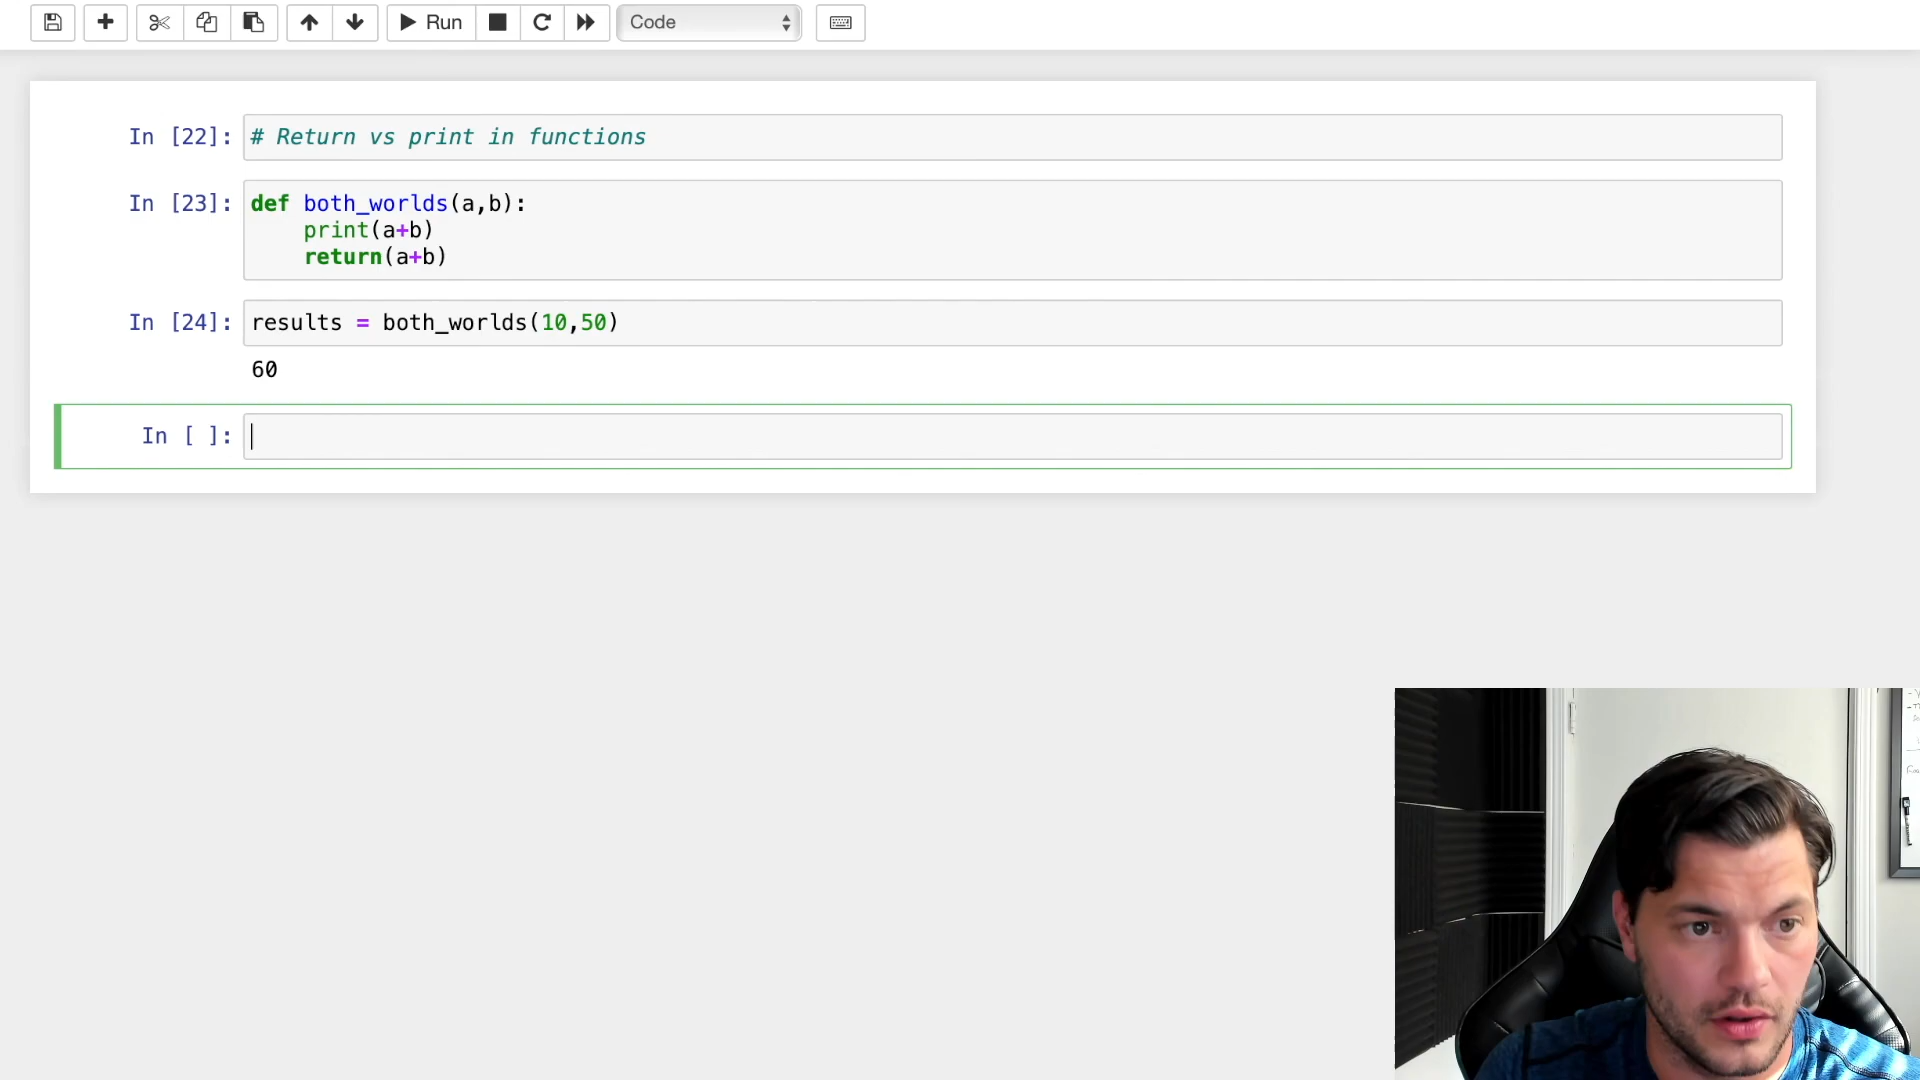 Run
Code
In [22]: # Return vs print in functions
In [23]: def both_worlds(a,b):
print(a+b)
return(a+b)
In [24]: results = both_worlds(10,50)
60
In [ ]: